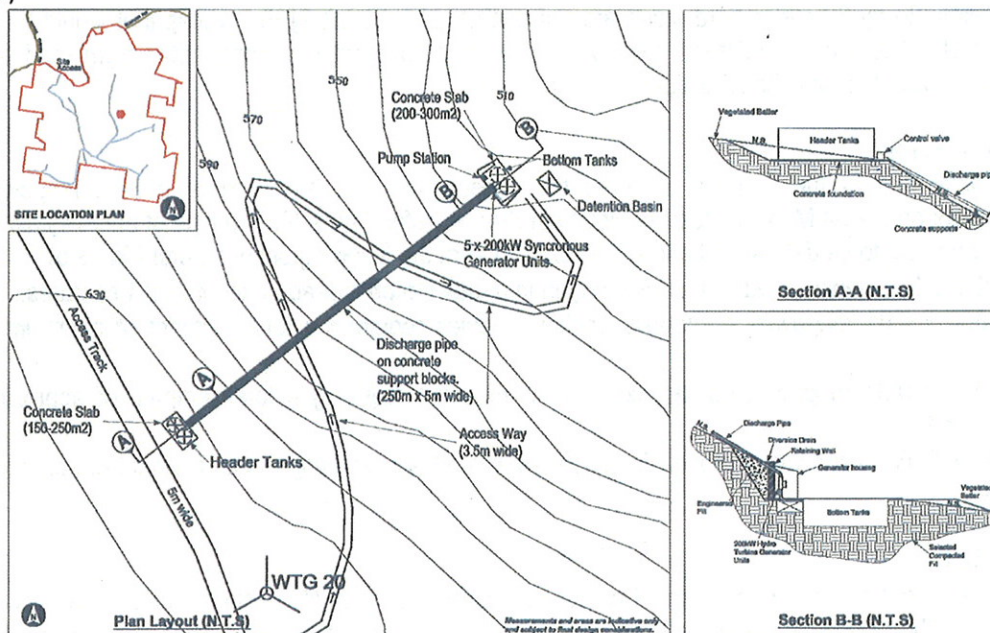 Site
Access
SITE LOCATION PLAN
N
550
570
590
630
510
Concrete Slab
(200-300m2)
B
Pump Station
Bottom Tanks
B
Detention Basin
5 x 200kW Syncronous
Generator Units.
Access Track
Discharge pipe
on concrete
support blocks.
(250m x 5m wide)
A
Concrete Slab
(150-250m2)
A
Header Tanks
Access Way
(3.5m wide)
5m wide
WTG 20
N
Plan Layout (N.T.S)
Measurements and areas are indicative only
and subject to final design considerations.
Vegetated Batter
N.S
Header Tanks
Control valve
Discharge pipe
N.S
Concrete foundation
Concrete supports
Section A-A (N.T.S)
N.S
Discharge Pipe
Diversion Drain
Retaining Wall
Generator housing
Vegetated
Batter
N.S
Engineered
Fill
Bottom Tanks
200kW Hydro
Turbine Generator
Units
Selected
Compacted
Fill
Section B-B (N.T.S)